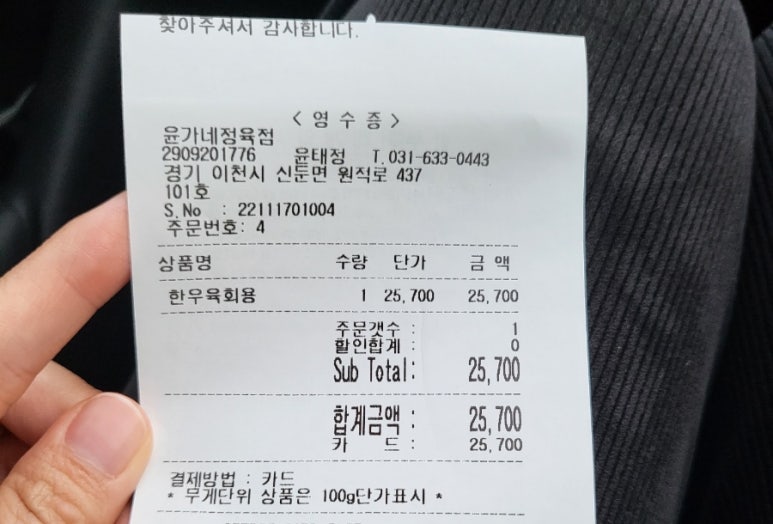 찾아주셔서 감사합니다.
< 영 수 증 >
윤가네정육점
2909201776 윤태정 T.031-633-0443
경기 이천시 신둔면 원적로 437
101호
S.No : 22111701004
주문번호: 4
상품명 수량 단가 금 액
한우육회용 1 25,700 25,700
주문갯수 : 1
할인합계 : 0
Sub Total: 25,700
합계금액 : 25,700
카 드 : 25,700
결제방법 : 카드
* 무게단위 상품은 100g단가표시 *